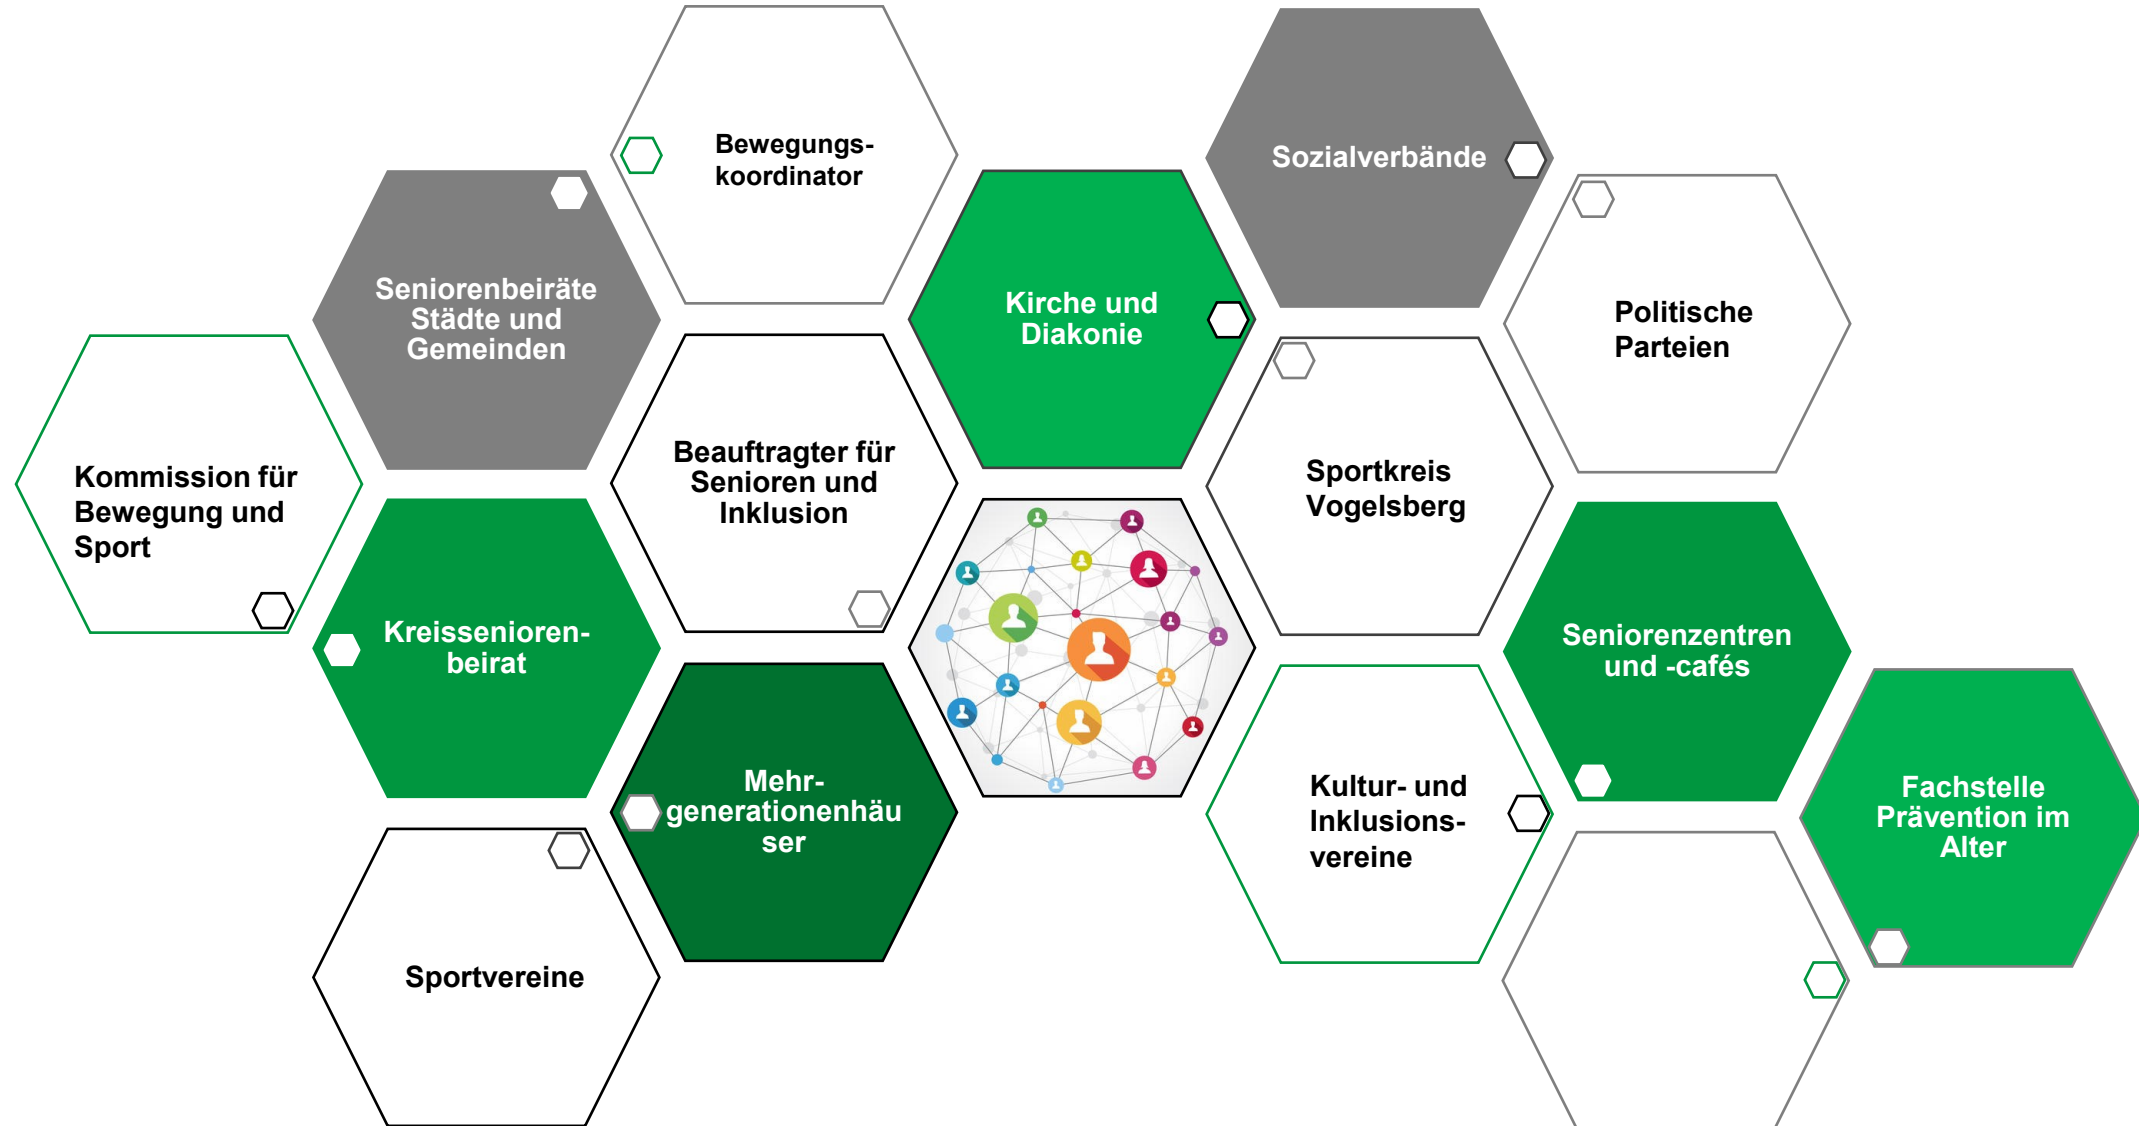 Bewegungs-
koordinator
Sozialverbände
Seniorenbeiräte
Städte und
Gemeinden
Kirche und
Diakonie
Politische
Parteien
Kommission für
Bewegung und
Sport
Beauftragter für
Senioren und
Inklusion
Sportkreis
Vogelsberg
Kreissenioren-
beirat
Seniorenzentren
und -cafés
Mehr-
generationenhäu
ser
Kultur- und
Inklusions-
vereine
Fachstelle
Prävention im
Alter
Sportvereine